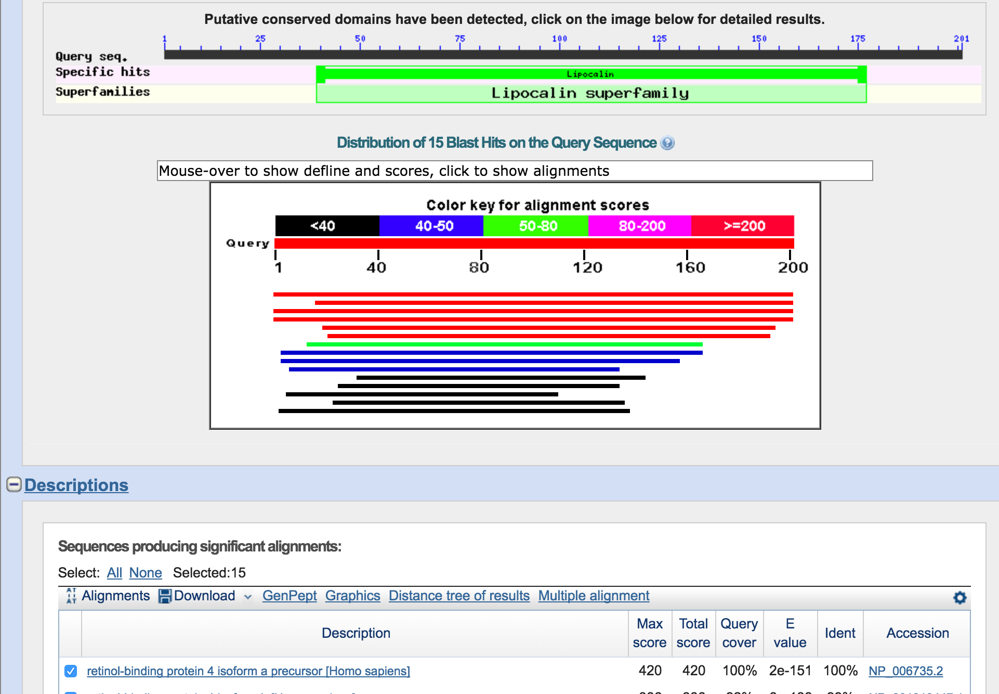 Putative conserved domains have been detected, click on the image below for detailed results.
1 25 50 75 100 125 150 175 201
Query seq.
Specific hits Lipocalin
Superfamilies Lipocalin superfamily
Distribution of 15 Blast Hits on the Query Sequence ?
Mouse-over to show defline and scores, click to show alignments
Color key for alignment scores
<40 40-50 50-80 80-200 >=200
Query
1 40 80 120 160 200
Descriptions
Sequences producing significant alignments:
Select: All None Selected:15
Alignments Download GenPept Graphics Distance tree of results Multiple alignment
Description Max score Total score Query cover E value Ident Accession
retinol-binding protein 4 isoform a precursor [Homo sapiens] 420 420 100% 2e-151 100% NP_006735.2